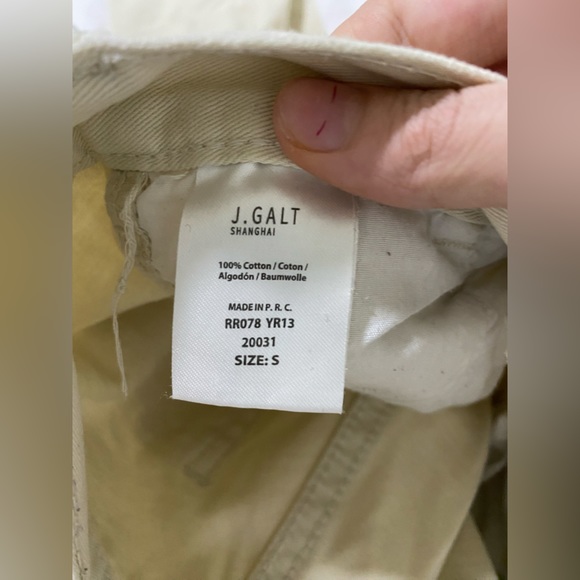 J.GALT
SHANGHAI
100% Cotton / Coton /
Algodón / Baumwolle
MADE IN P. R. C.
RR078 YR13
20031
SIZE: S